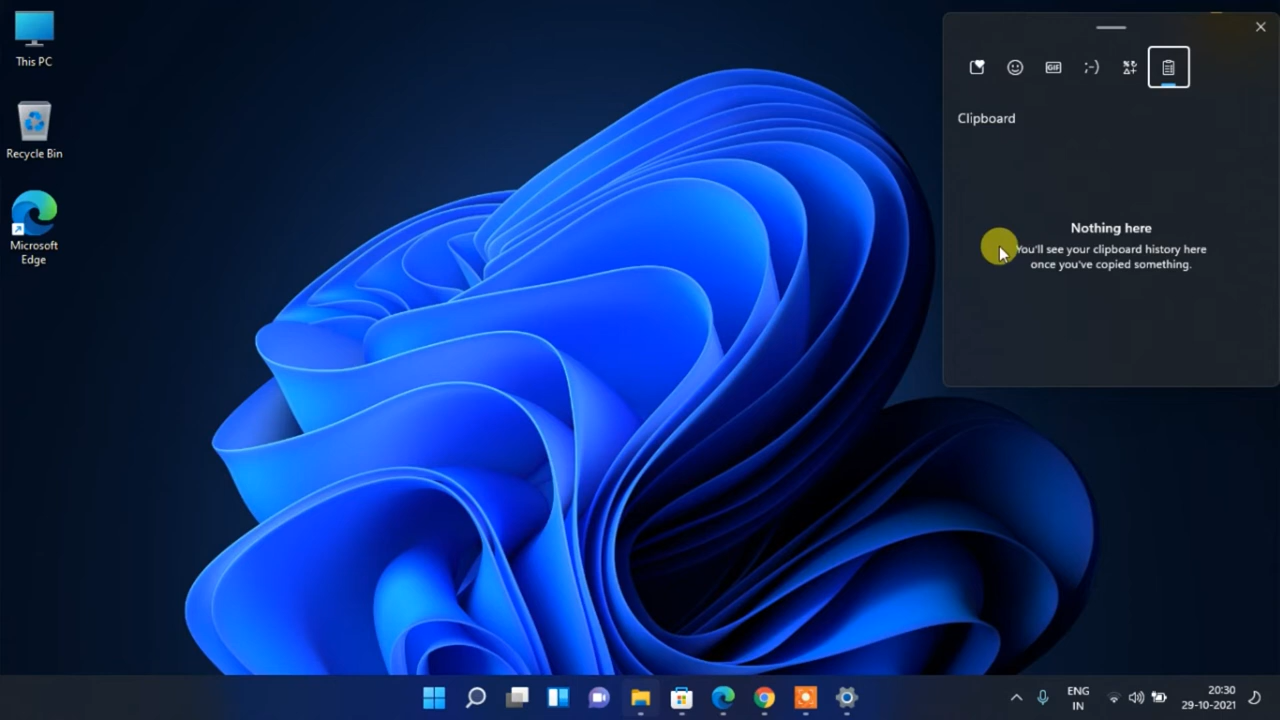 This PC
Recycle Bin
Microsoft
Edge
GIF
;-)
Clipboard
Nothing here
You'll see your clipboard history here
once you've copied something.
ENG
IN
20:30
29-10-2021